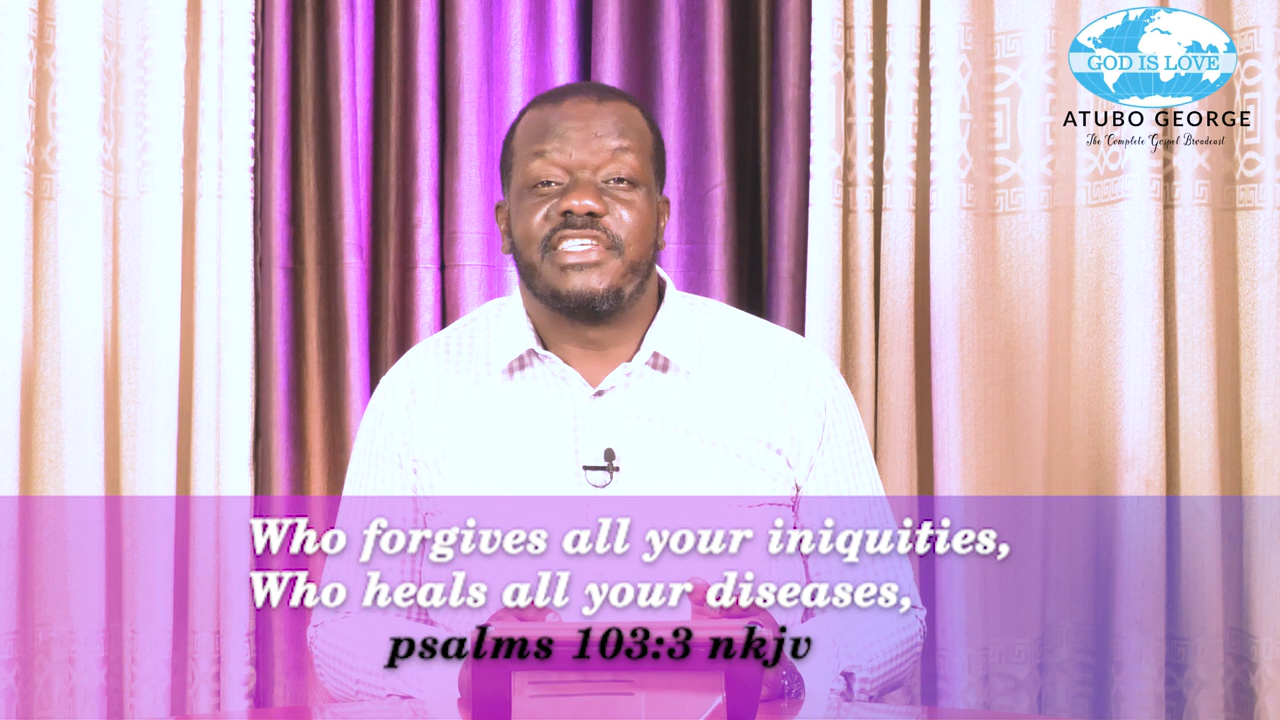 GOD IS LOVE
ATUBO GEORGE
The Complete Gospel Broadcast
Who forgives all your iniquities,
Who heals all your diseases,
psalms 103:3 nkjv